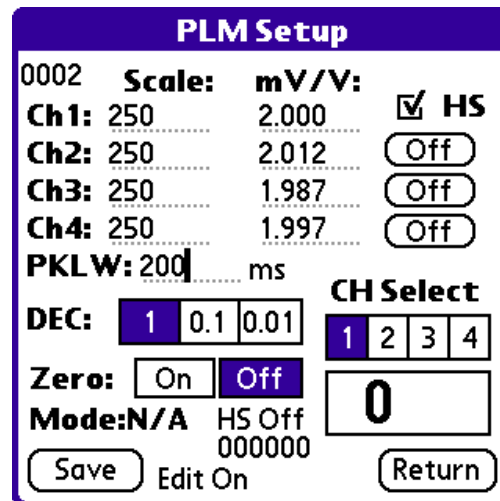 PLM Setup
0002 Scale: mV/V:
Ch1: 250 2.000 HS
Ch2: 250 2.012 Off
Ch3: 250 1.987 Off
Ch4: 250 1.997 Off
PKLW: 200 ms
CH Select
DEC: 1 0.1 0.01
1 2 3 4
Zero: On Off
0
Mode:N/A HS Off
000000
Save Edit On Return